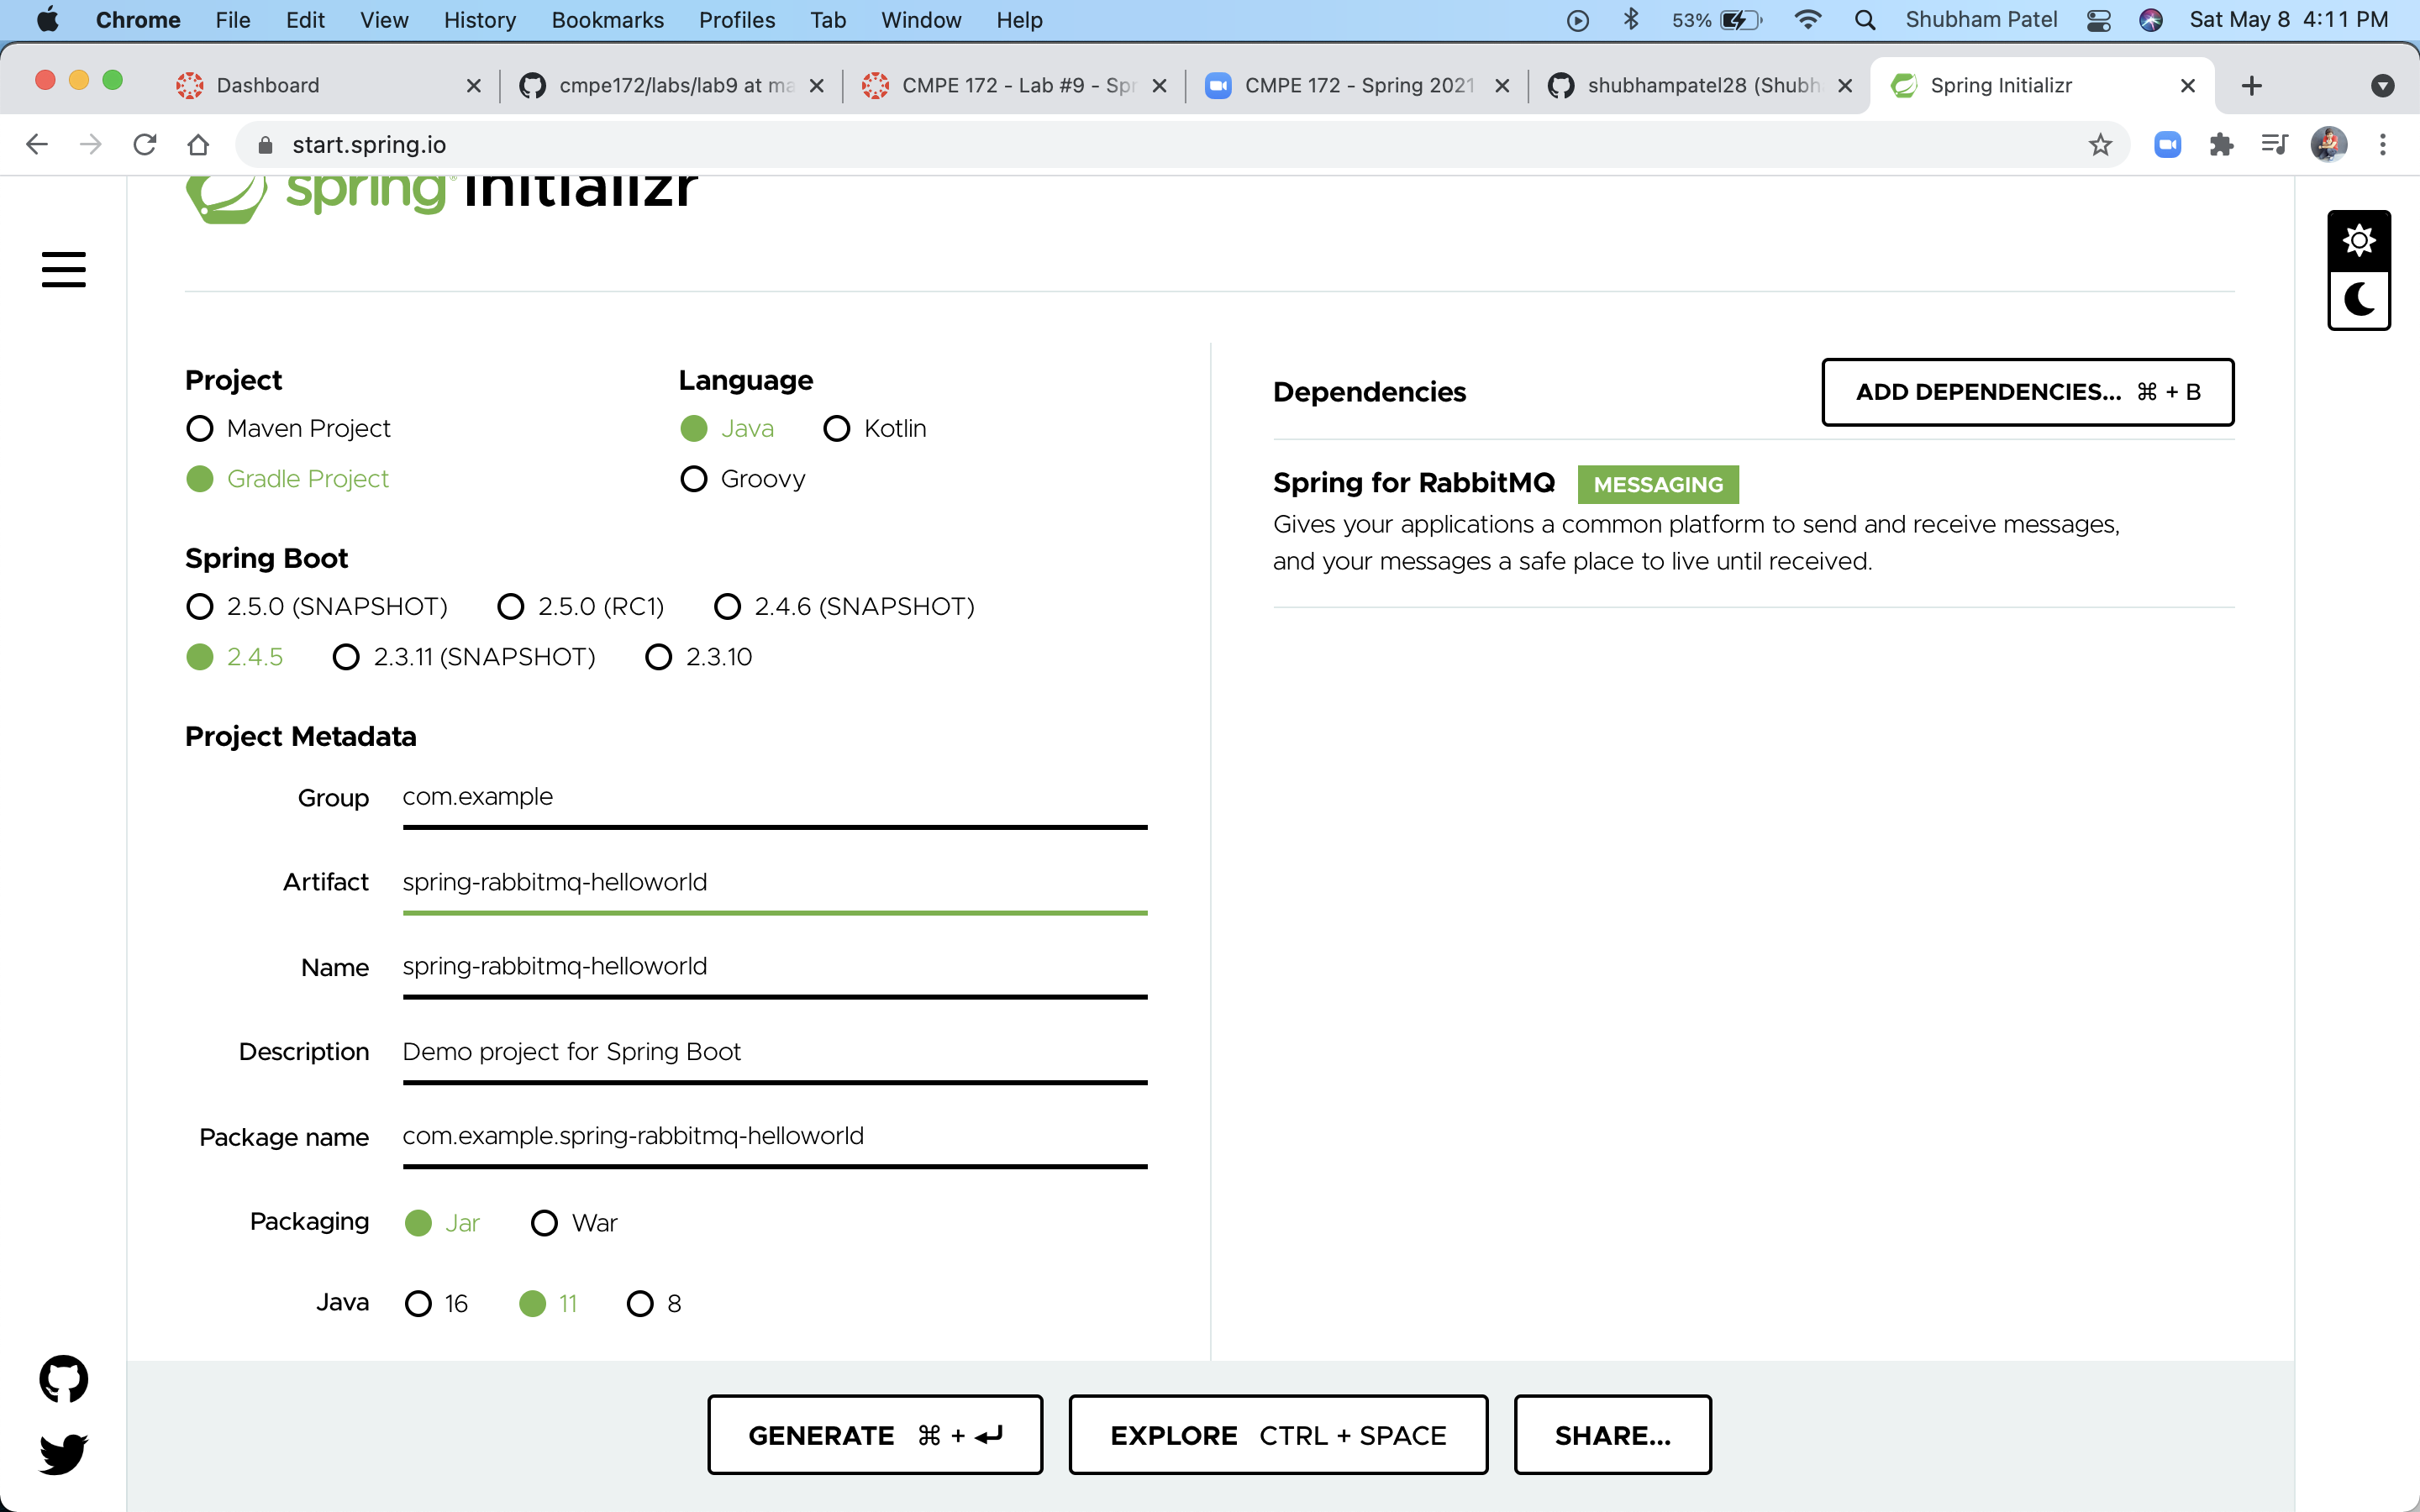 Chrome File Edit View History Bookmarks Profiles Tab Window Help 53% Shubham Patel Sat May 8 4:11 PM
Dashboard cmpe172/labs/lab9 at ma CMPE 172 - Lab #9 - Spr CMPE 172 - Spring 2021 shubhampatel28 (Shubh Spring Initializr
start.spring.io
spring initializr
Project
Maven Project
Gradle Project
Language
Java Kotlin
Groovy
Spring Boot
2.5.0 (SNAPSHOT) 2.5.0 (RC1) 2.4.6 (SNAPSHOT)
2.4.5 2.3.11 (SNAPSHOT) 2.3.10
Project Metadata
Group com.example
Artifact spring-rabbitmq-helloworld
Name spring-rabbitmq-helloworld
Description Demo project for Spring Boot
Package name com.example.spring-rabbitmq-helloworld
Packaging Jar War
Java 16 11 8
Dependencies ADD DEPENDENCIES... ⌘ + B
Spring for RabbitMQ MESSAGING
Gives your applications a common platform to send and receive messages,
and your messages a safe place to live until received.
GENERATE ⌘ + ↵ EXPLORE CTRL + SPACE SHARE...